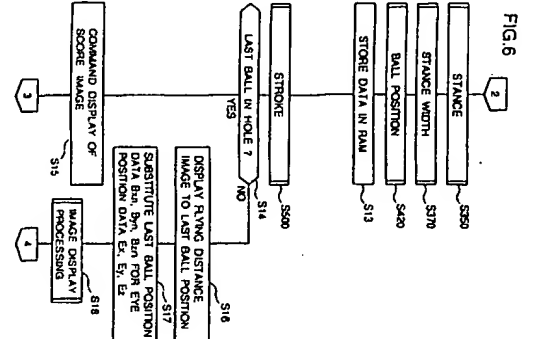 FIG.6
2
STANCE
S350
STANCE WIDTH
S370
BALL POSITION
S420
STORE DATA IN RAM
S13
STROKE
S500
LAST BALL IN HOLE ?
S14
YES
NO
COMMAND DISPLAY OF
SCORE IMAGE
S15
3
DISPLAY FLYING DISTANCE
IMAGE TO LAST BALL POSITION
S16
SUBSTITUTE LAST BALL POSITION
DATA Bxn, Byn, Bzn FOR EYE
POSITION DATA Ex, Ey, Ez
S17
IMAGE DISPLAY
PROCESSING
S18
4